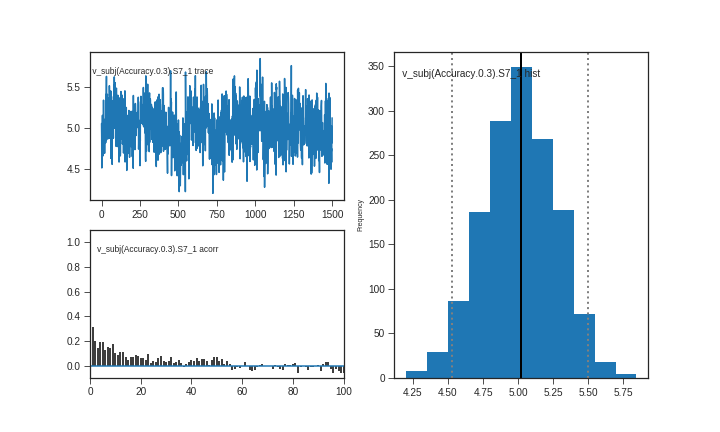 v_subj(Accuracy.0.3).S7_1 trace
5.5
5.0
4.5
0 250 500 750 1000 1250 1500
v_subj(Accuracy.0.3).S7_1 acorr
1.0
0.8
0.6
0.4
0.2
0.0
0 20 40 60 80 100
v_subj(Accuracy.0.3).S7_1 hist
Frequency
350
300
250
200
150
100
50
0
4.25 4.50 4.75 5.00 5.25 5.50 5.75